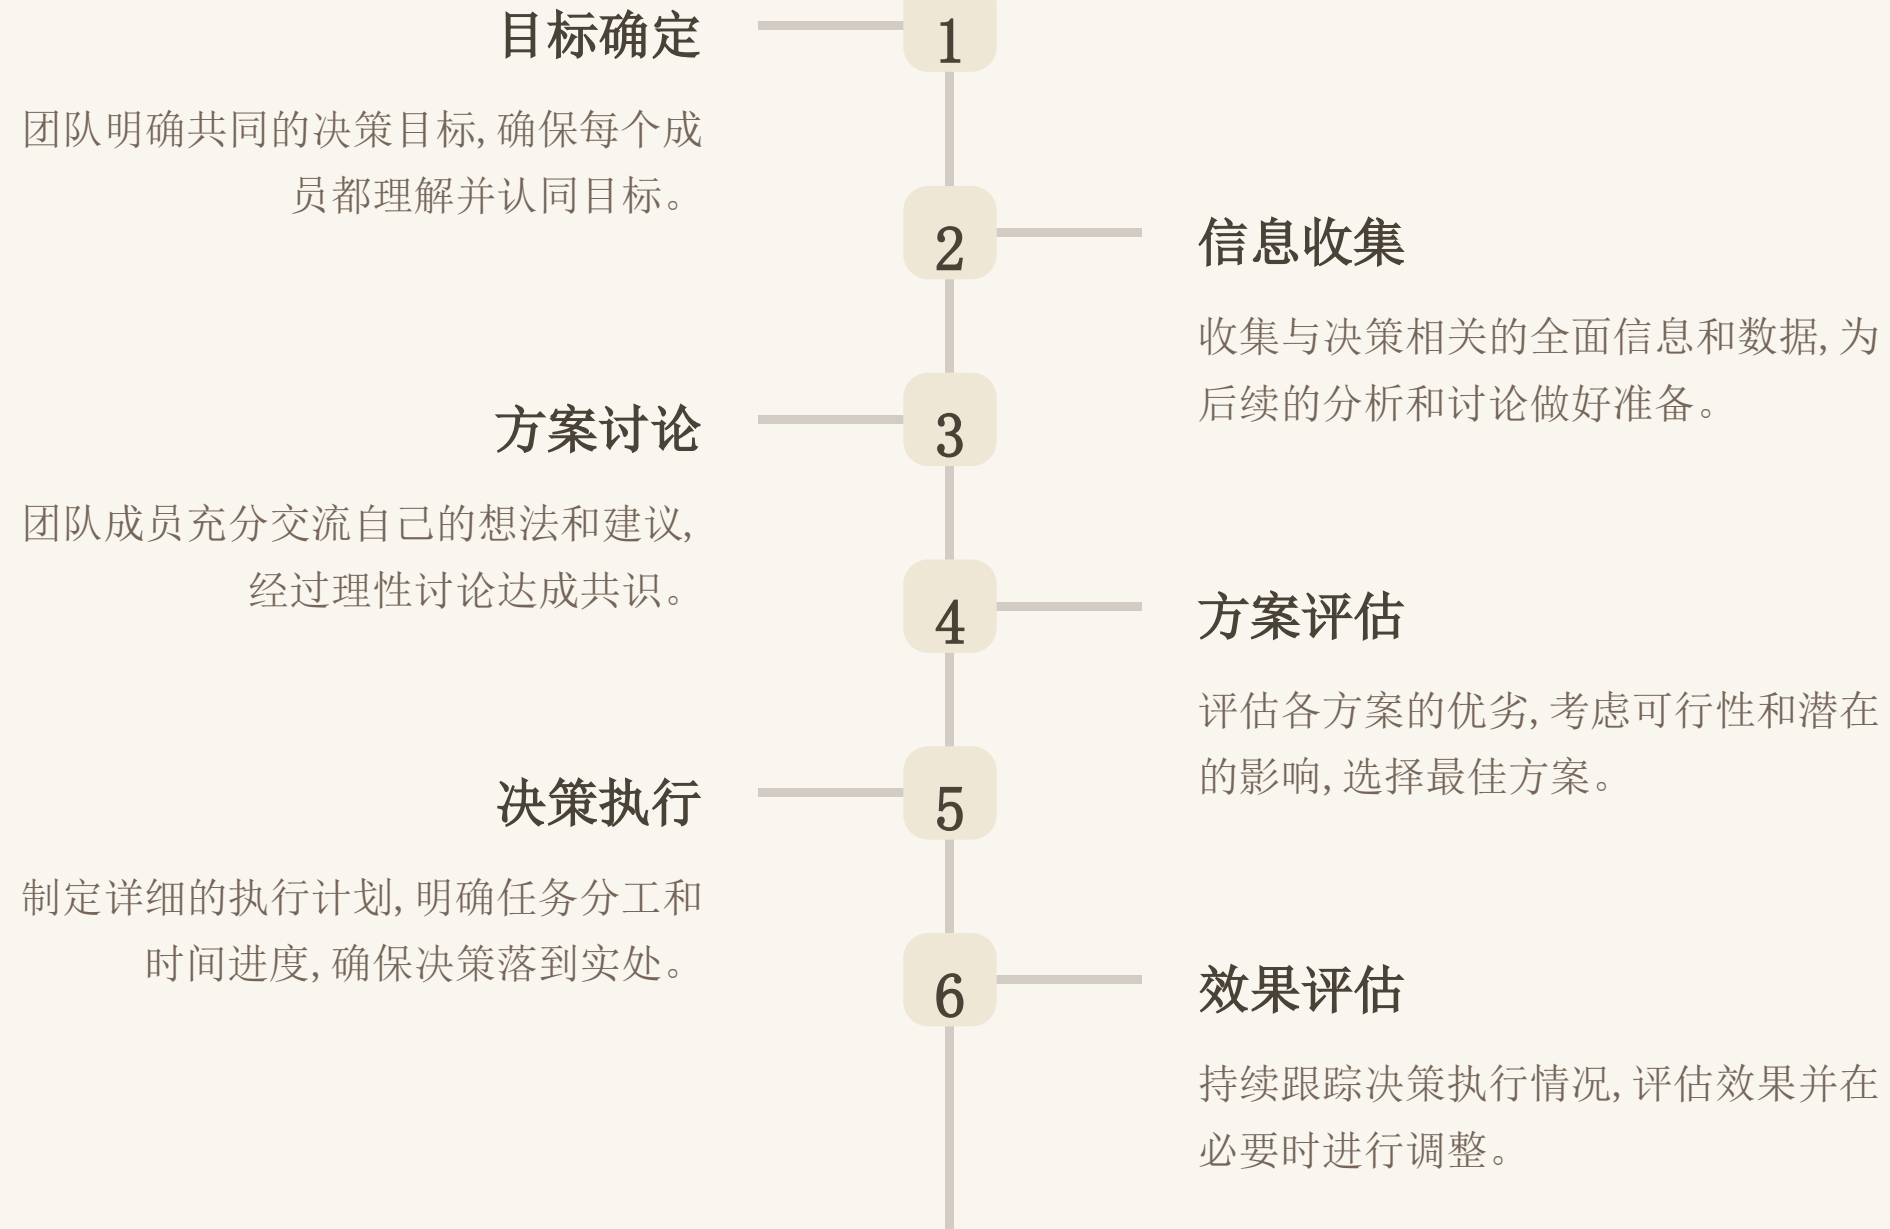 1
目标确定
团队明确共同的决策目标,确保每个成
员都理解并认同目标。
2
信息收集
收集与决策相关的全面信息和数据,为
后续的分析和讨论做好准备。
3
方案讨论
团队成员充分交流自己的想法和建议,
经过理性讨论达成共识。
4
方案评估
评估各方案的优劣,考虑可行性和潜在
的影响,选择最佳方案。
5
决策执行
制定详细的执行计划,明确任务分工和
时间进度,确保决策落到实处。
6
效果评估
持续跟踪决策执行情况,评估效果并在
必要时进行调整。